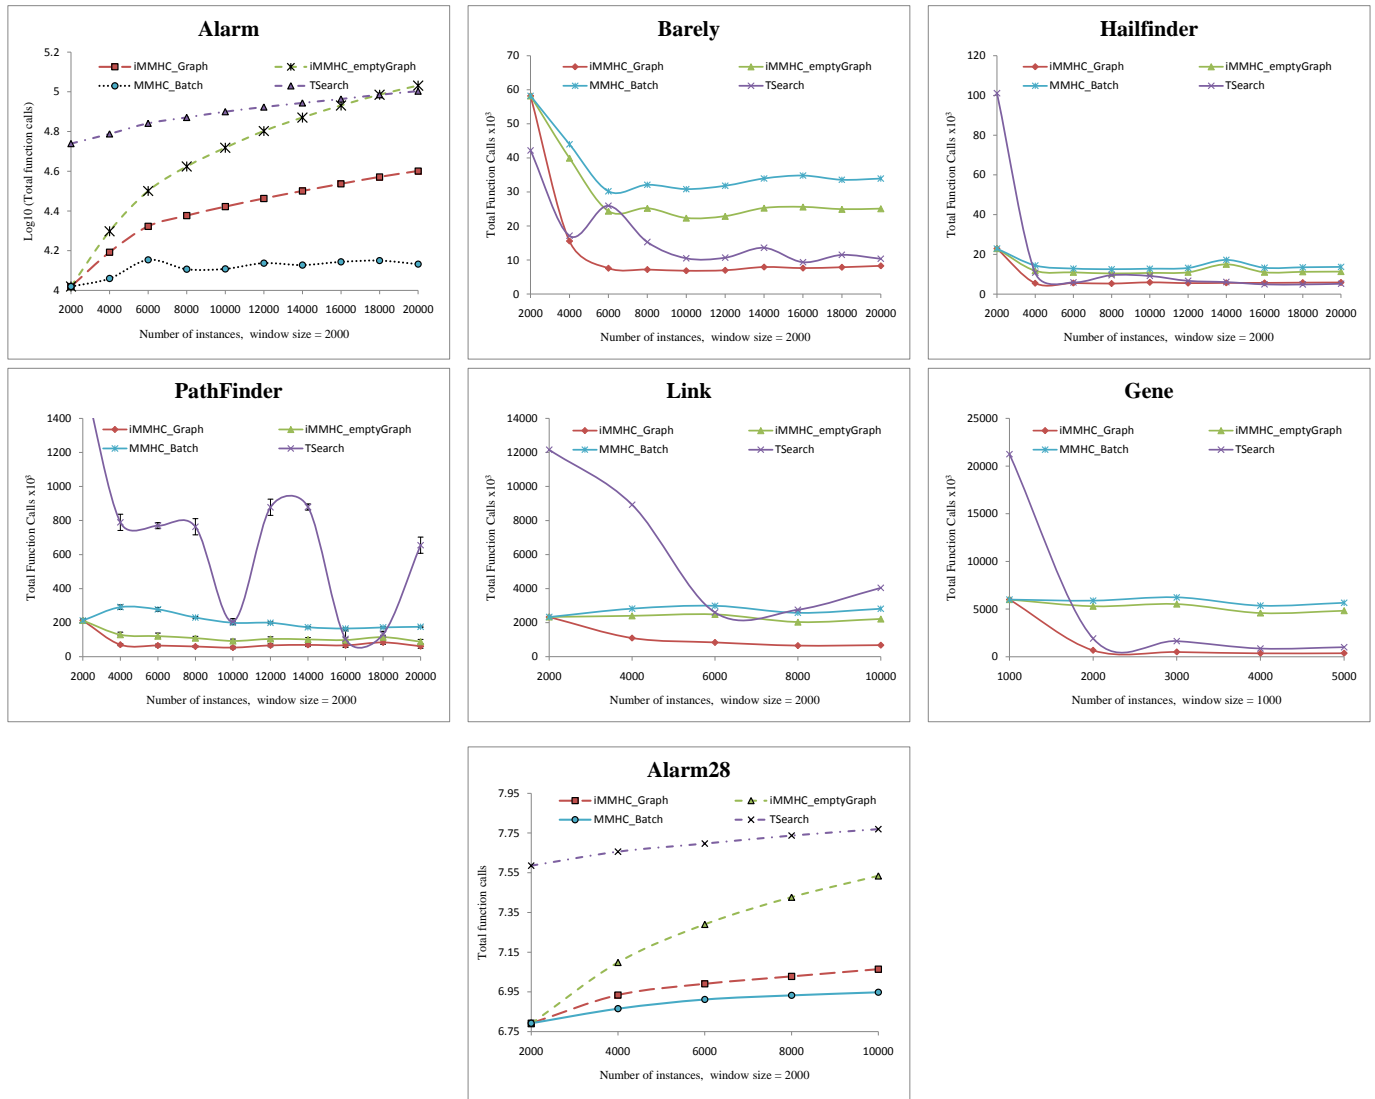 Alarm
5.2
5
4.8
4.6
4.4
4.2
4
Log10 (Total function calls)
iMMHC_Graph
iMMHC_emptyGraph
MMHC_Batch
TSearch
2000 4000 6000 8000 10000 12000 14000 16000 18000 20000
Number of instances, window size = 2000
Barely
70
60
50
40
30
20
10
0
Total Function Calls x10³
iMMHC_Graph
iMMHC_emptyGraph
MMHC_Batch
TSearch
2000 4000 6000 8000 10000 12000 14000 16000 18000 20000
Number of instances, window size = 2000
Hailfinder
120
100
80
60
40
20
0
Total Function Calls x10³
iMMHC_Graph
iMMHC_emptyGraph
MMHC_Batch
TSearch
2000 4000 6000 8000 10000 12000 14000 16000 18000 20000
Number of instances, window size = 2000
PathFinder
1400
1200
1000
800
600
400
200
0
Total Function Calls x10³
iMMHC_Graph
iMMHC_emptyGraph
MMHC_Batch
TSearch
2000 4000 6000 8000 10000 12000 14000 16000 18000 20000
Number of instances, window size = 2000
Link
14000
12000
10000
8000
6000
4000
2000
0
Total Function Calls x10³
iMMHC_Graph
iMMHC_emptyGraph
MMHC_Batch
TSearch
2000 4000 6000 8000 10000
Number of instances, window size = 2000
Gene
25000
20000
15000
10000
5000
0
Total Function Calls x10³
iMMHC_Graph
iMMHC_emptyGraph
MMHC_Batch
TSearch
1000 2000 3000 4000 5000
Number of instances, window size = 1000
Alarm28
7.95
7.75
7.55
7.35
7.15
6.95
6.75
Total function calls
iMMHC_Graph
iMMHC_emptyGraph
MMHC_Batch
TSearch
2000 4000 6000 8000 10000
Number of instances, window size = 2000